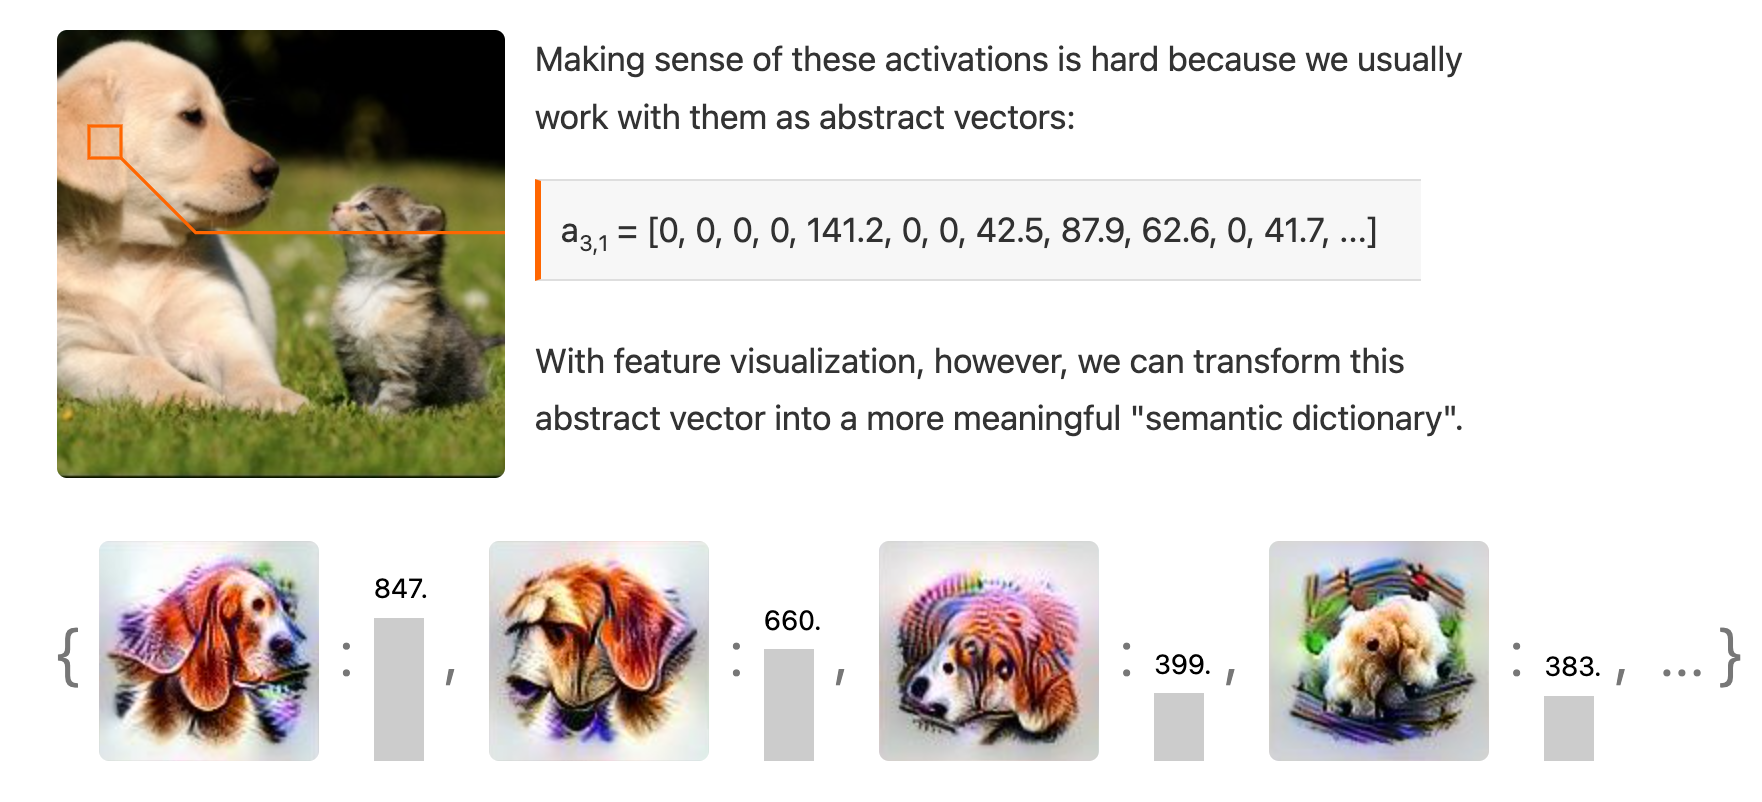 Making sense of these activations is hard because we usually
work with them as abstract vectors:
a3,1 = [0, 0, 0, 0, 141.2, 0, 0, 42.5, 87.9, 62.6, 0, 41.7, ...]
With feature visualization, however, we can transform this
abstract vector into a more meaningful "semantic dictionary".
{ : 847. , : 660. , : 399. , : 383. , ... }